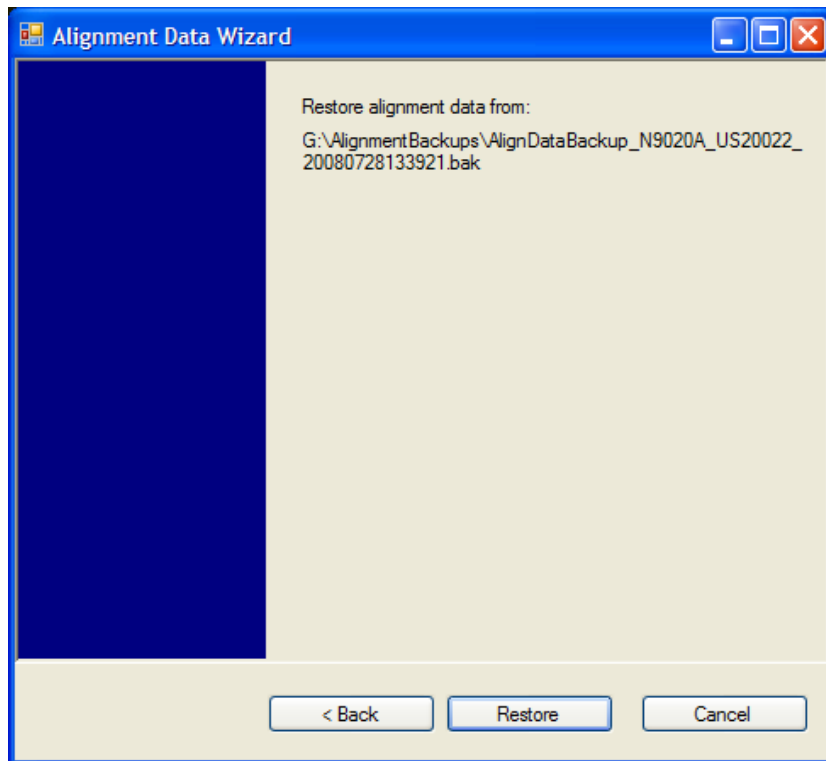 Alignment Data Wizard
Restore alignment data from:
G:\AlignmentBackups\AlignDataBackup_N9020A_US20022_
20080728133921.bak
< Back Restore Cancel